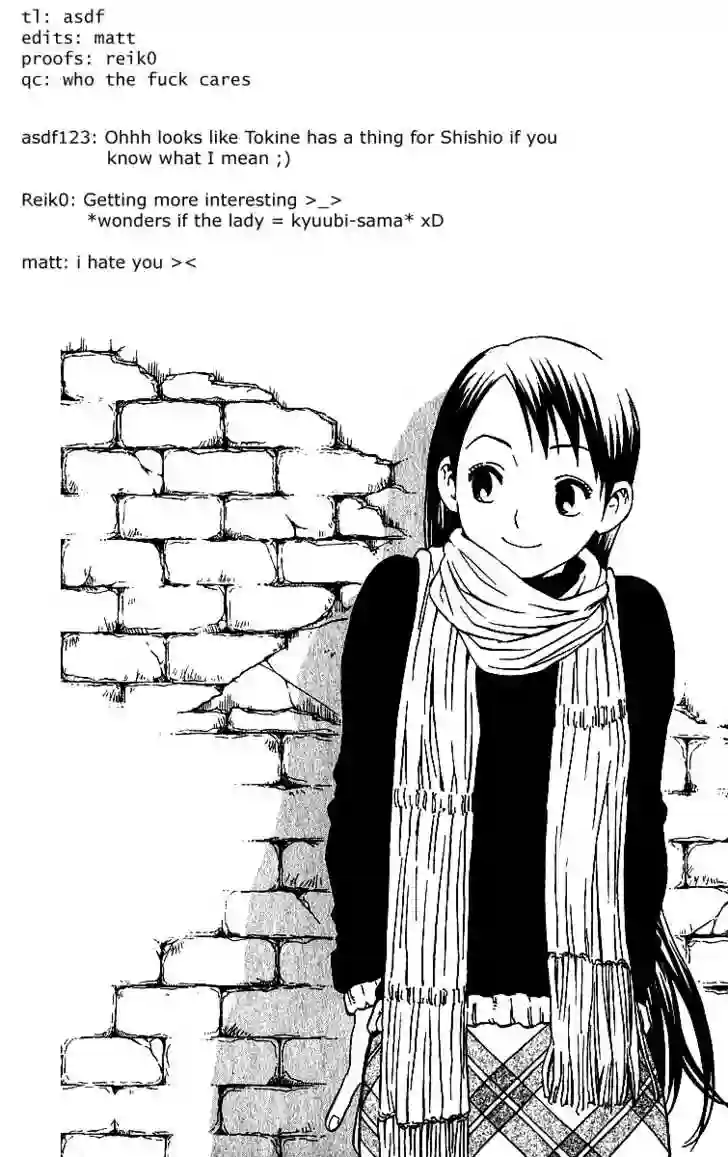 tl: asdf
edits: matt
proofs: reik0
qc: who the fuck cares
asdf123: Ohhh looks like Tokine has a thing for Shishio if you
know what I mean ;)
Reik0: Getting more interesting >_>
*wonders if the lady = kyuubi-sama* xD
matt: i hate you ><